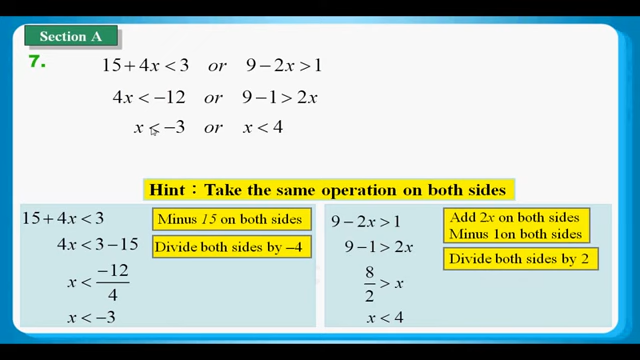 Section A
7.
15 + 4x < 3 or 9 − 2x > 1
4x < −12 or 9 − 1 > 2x
x < −3 or x < 4
Hint：Take the same operation on both sides
15 + 4x < 3
Minus 15 on both sides
4x < 3 − 15
Divide both sides by −4
x < −12/4
x < −3
9 − 2x > 1
Add 2x on both sides
Minus 1on both sides
9 − 1 > 2x
Divide both sides by 2
8/2 > x
x < 4